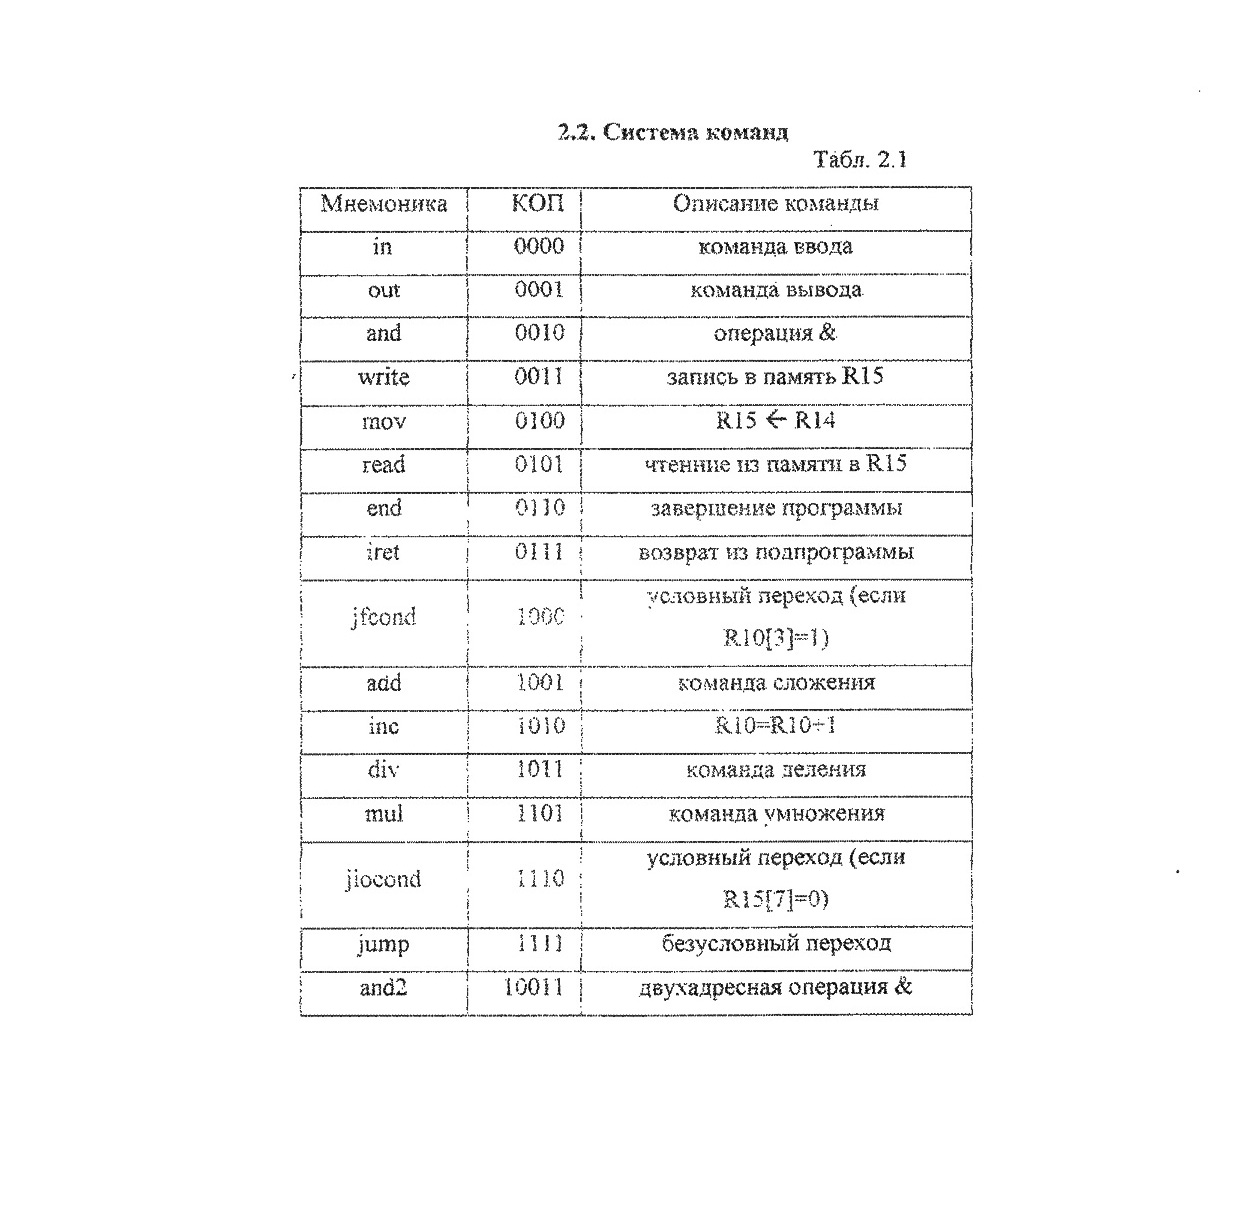 2.2. Система команд
Табл. 2.1
Мнемоника КОП Описание команды
in 0000 команда ввода
out 0001 команда вывода
and 0010 операция &
write 0011 запись в память R15
mov 0100 R15 ← R14
read 0101 чтенние из памяти в R15
end 0110 завершение программы
iret 0111 возврат из подпрограммы
jfcond 1000 условный переход (если
R10[3]=1)
add 1001 команда сложения
inc 1010 R10=R10+1
div 1011 команда деления
mul 1101 команда умножения
jiocond 1110 условный переход (если
R15[7]=0)
jump 1111 безусловный переход
and2 10011 двухадресная операция &